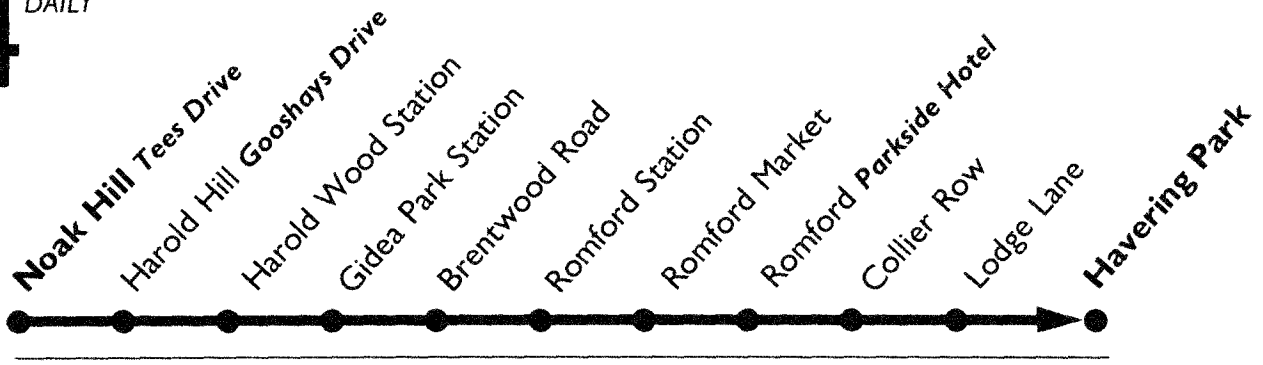 DAILY
Noak Hill Tees Drive
Harold Hill Gooshays Drive
Harold Wood Station
Gidea Park Station
Brentwood Road
Romford Station
Romford Market
Romford Parkside Hotel
Collier Row
Lodge Lane
Havering Park